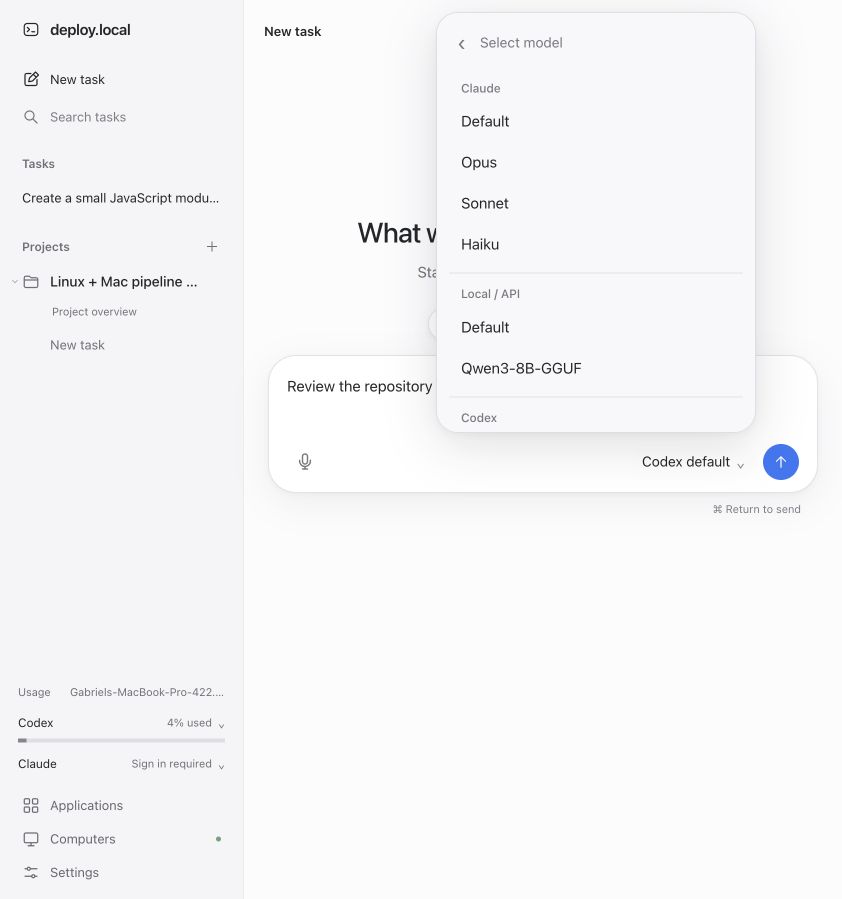 deploy.local
New task
Search tasks
Tasks
Create a small JavaScript modu...
Projects
Linux + Mac pipeline ...
Project overview
New task
Usage Gabriels-MacBook-Pro-422....
Codex 4% used
Claude Sign in required
Applications
Computers
Settings
New task
What
Select model
Claude
Default
Opus
Sonnet
Haiku
Local / API
Default
Qwen3-8B-GGUF
Codex
Review the repository
Codex default
⌘ Return to send